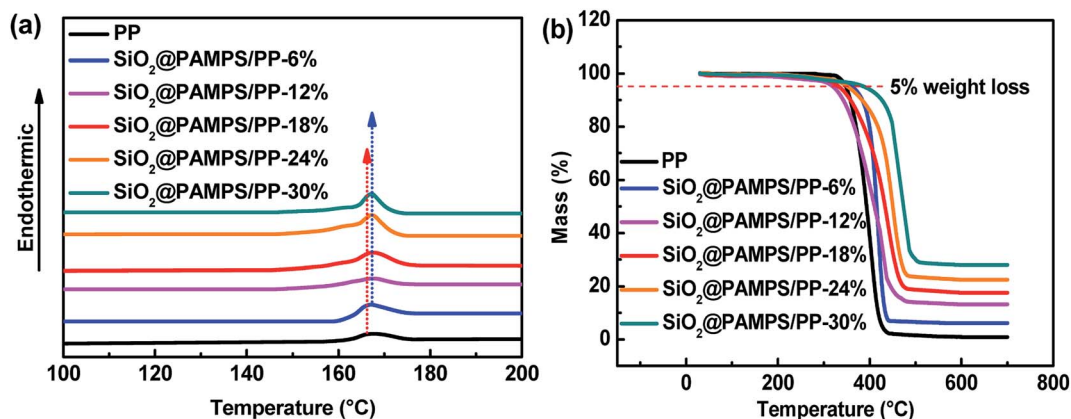 (a)
PP
SiO₂@PAMPS/PP-6%
SiO₂@PAMPS/PP-12%
SiO₂@PAMPS/PP-18%
SiO₂@PAMPS/PP-24%
SiO₂@PAMPS/PP-30%
Endothermic
100 120 140 160 180 200
Temperature (°C)
(b)
120
100
80
60
40
20
0
Mass (%)
5% weight loss
PP
SiO₂@PAMPS/PP-6%
SiO₂@PAMPS/PP-12%
SiO₂@PAMPS/PP-18%
SiO₂@PAMPS/PP-24%
SiO₂@PAMPS/PP-30%
0 200 400 600 800
Temperature (°C)